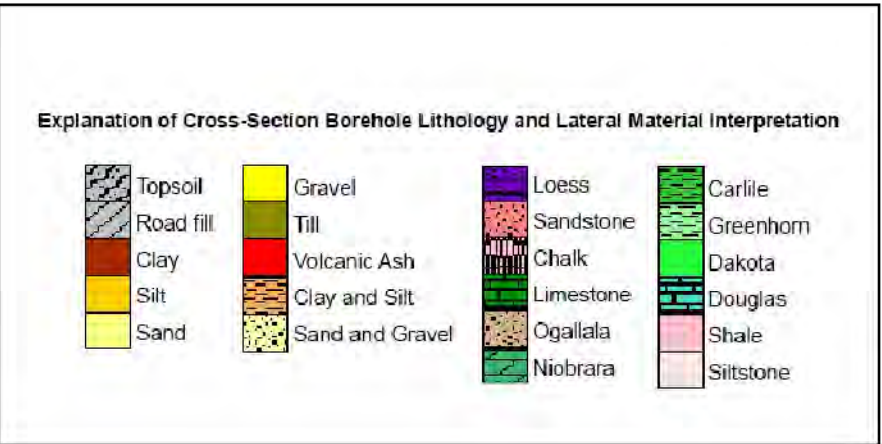 Explanation of Cross-Section Borehole Lithology and Lateral Material Interpretation
Topsoil
Road fill
Clay
Silt
Sand
Gravel
Till
Volcanic Ash
Clay and Silt
Sand and Gravel
Loess
Sandstone
Chalk
Limestone
Ogallala
Niobrara
Carlile
Greenhorn
Dakota
Douglas
Shale
Siltstone